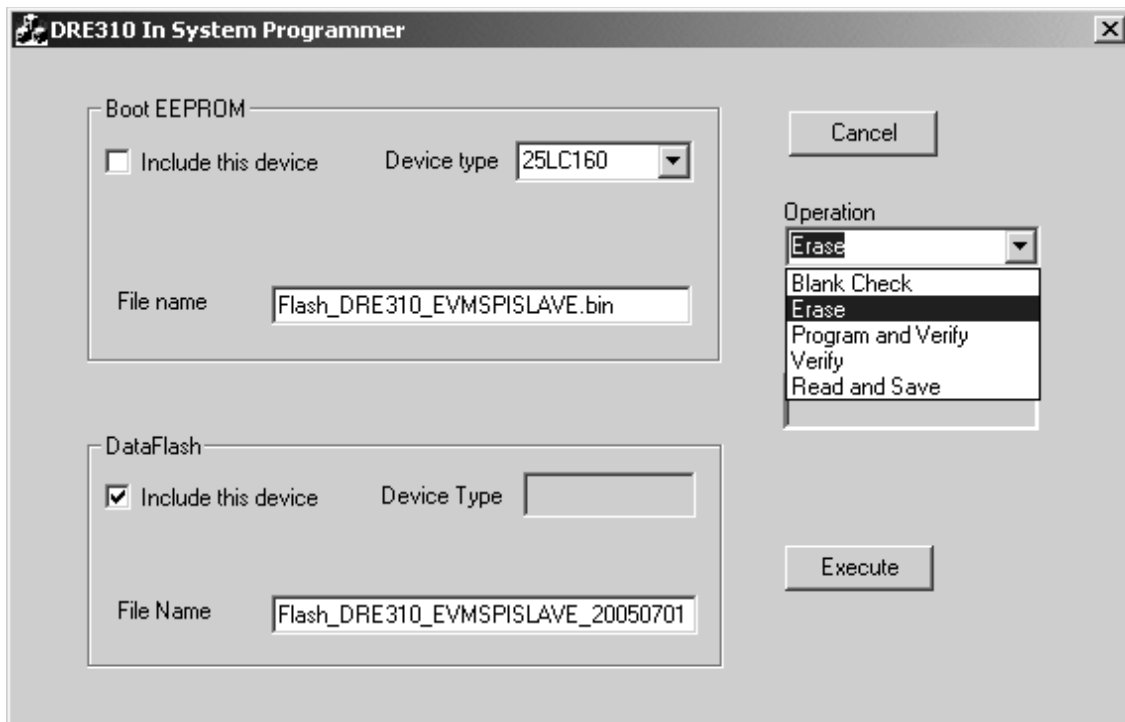 DRE310 In System Programmer
Boot EEPROM
Include this device
Device type
25LC160
File name
Flash_DRE310_EVMSPISLAVE.bin
Cancel
Operation
Erase
Blank Check
Erase
Program and Verify
Verify
Read and Save
DataFlash
Include this device
Device Type
File Name
Flash_DRE310_EVMSPISLAVE_20050701
Execute